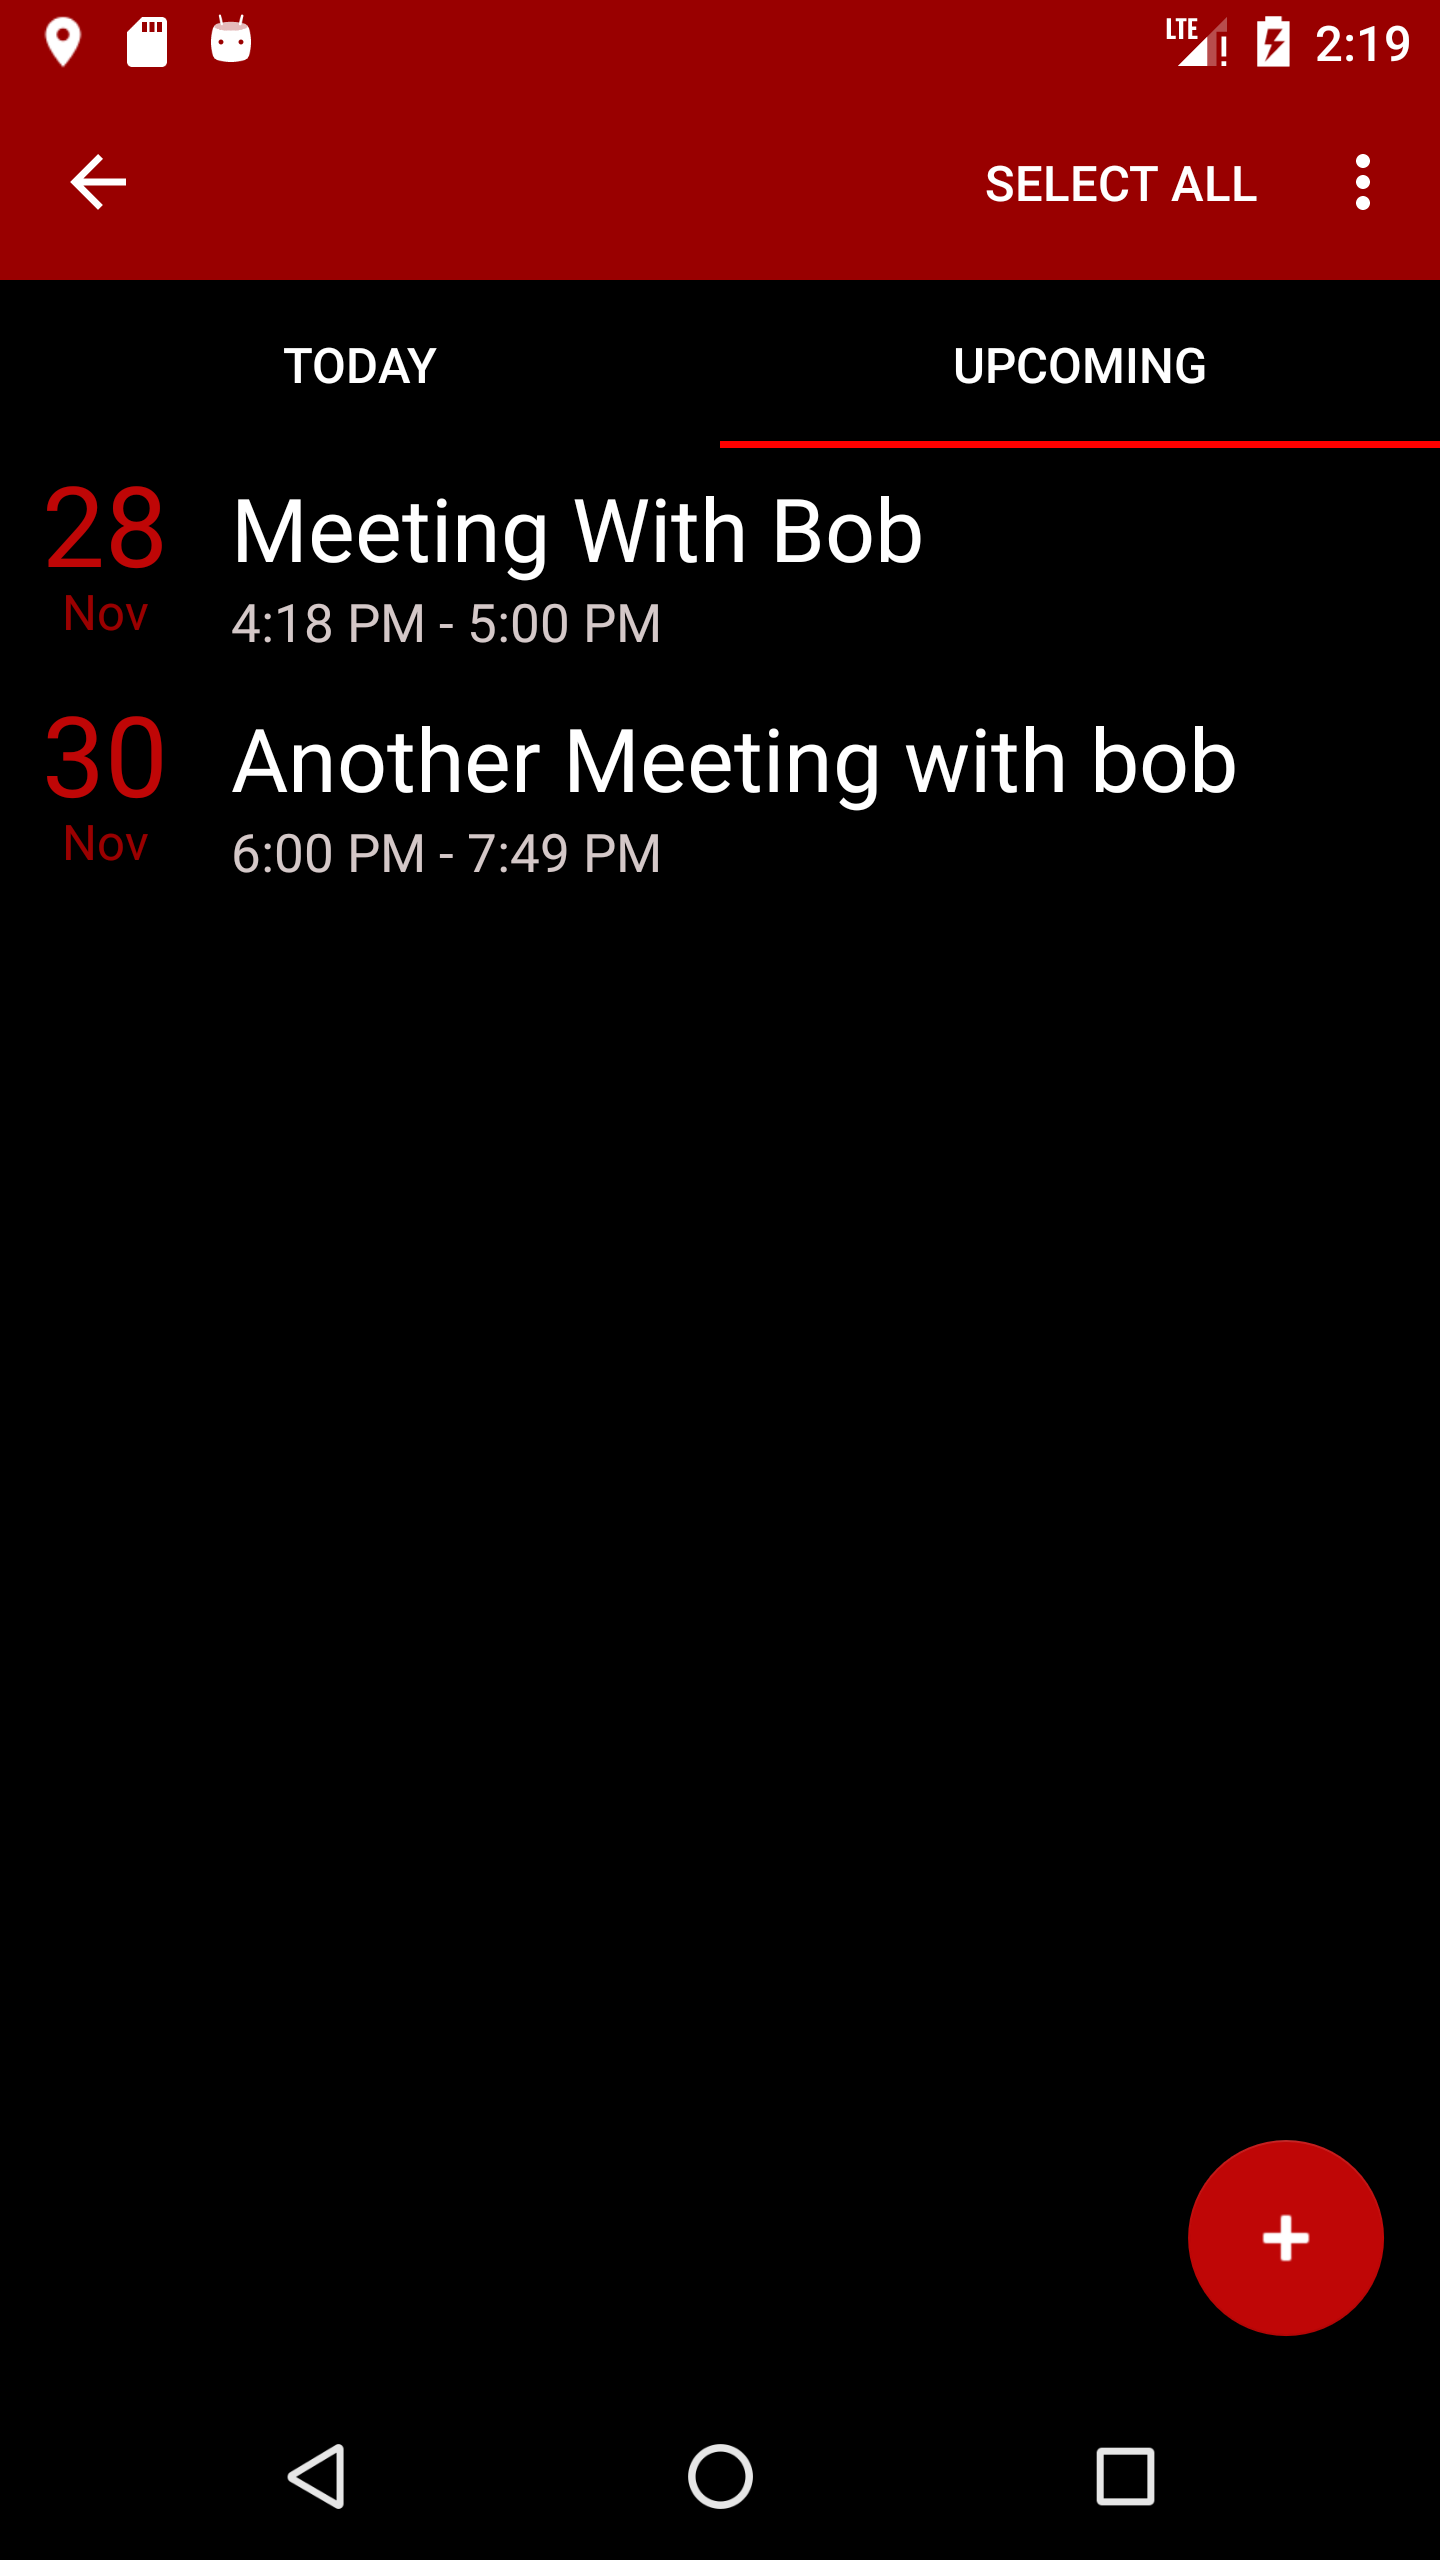 LTE 2:19
SELECT ALL
TODAY UPCOMING
28 Meeting With Bob
Nov 4:18 PM - 5:00 PM
30 Another Meeting with bob
Nov 6:00 PM - 7:49 PM